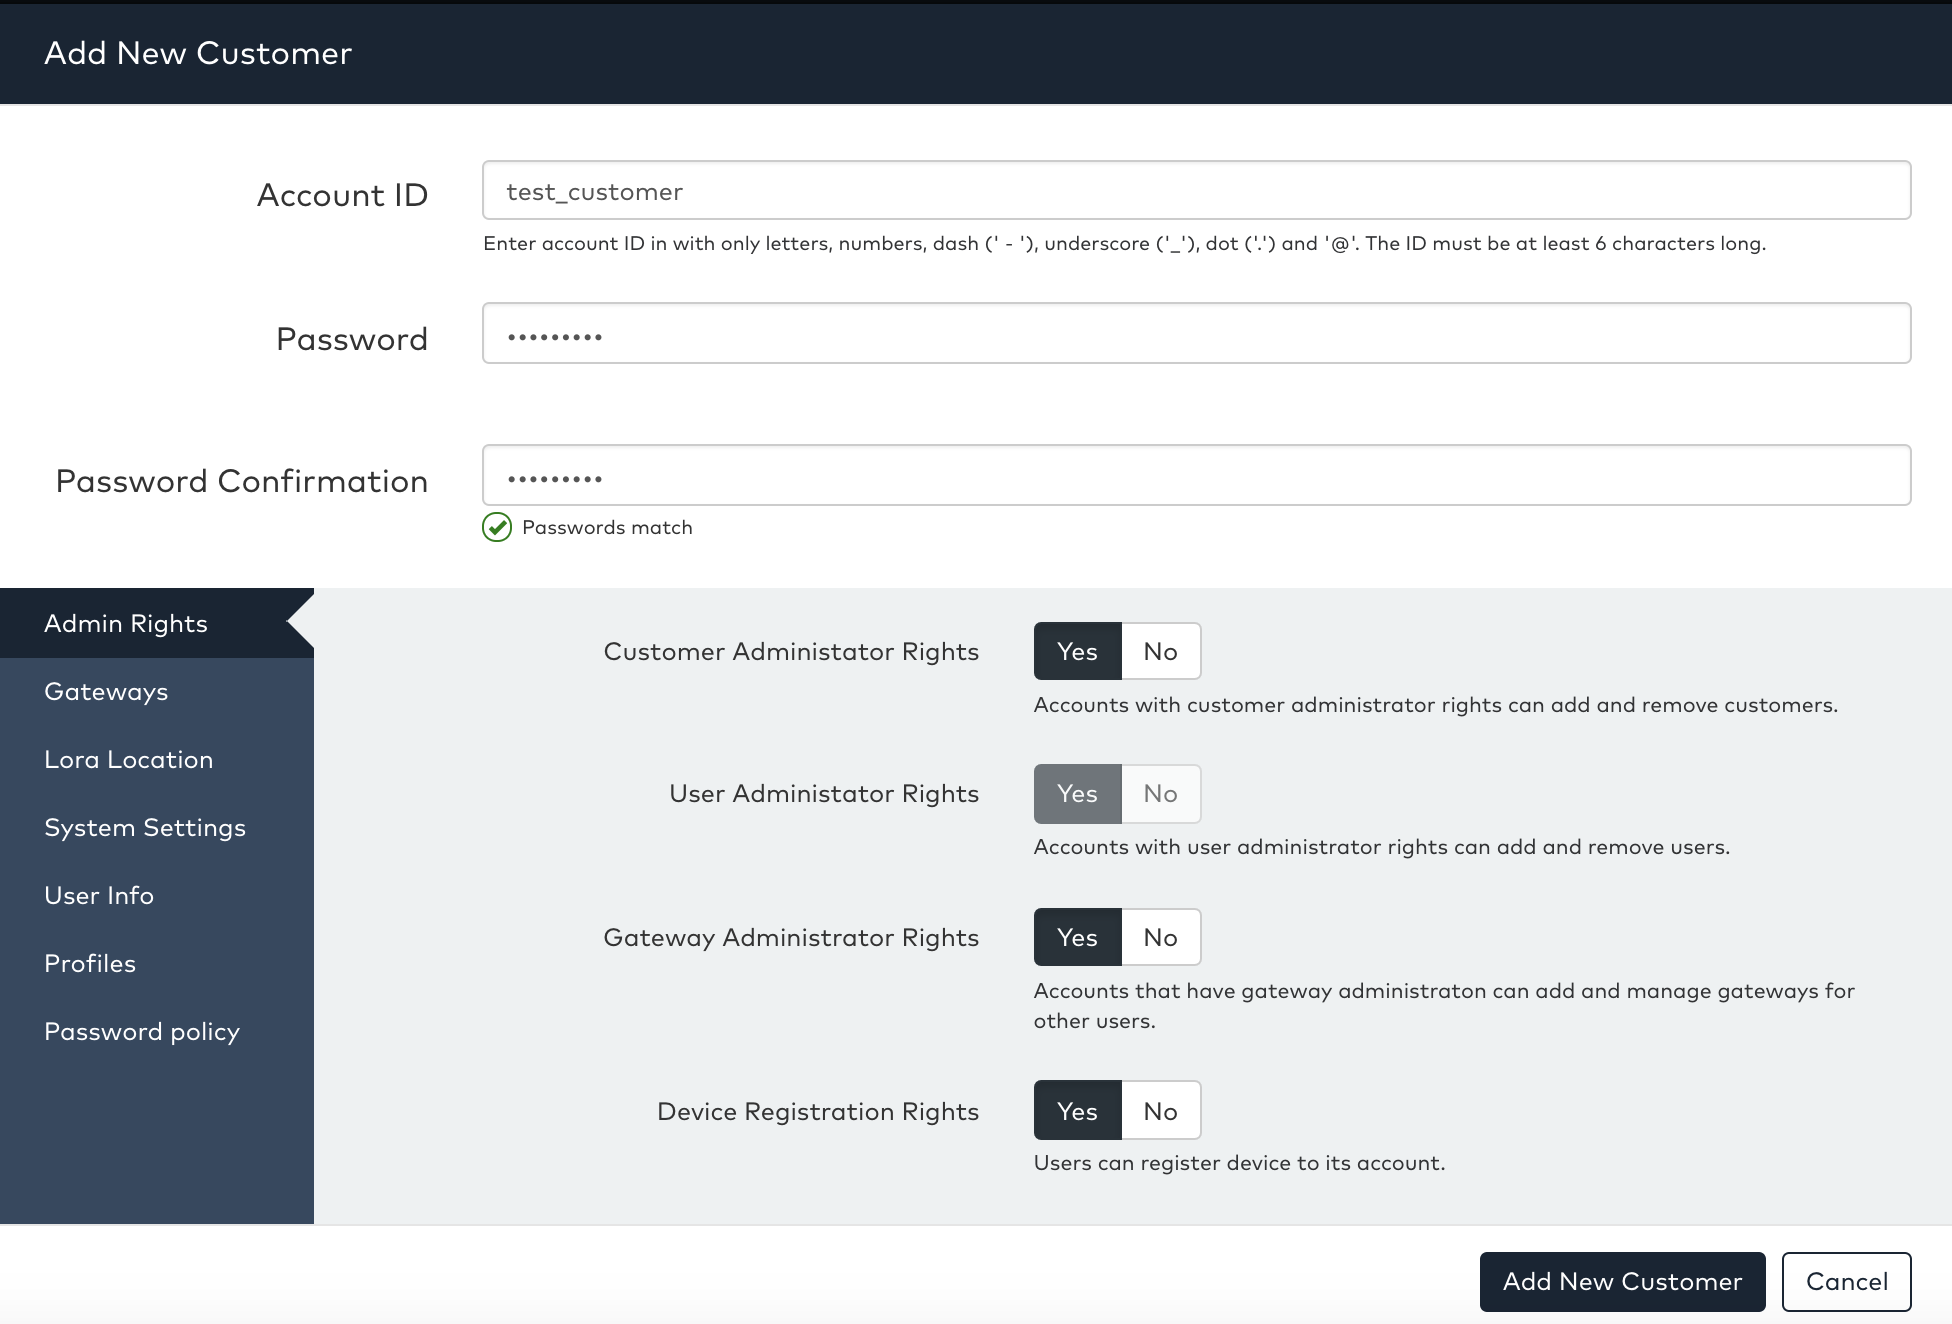 Add New Customer
Account ID
test_customer
Enter account ID in with only letters, numbers, dash (' - '), underscore ('_'), dot ('.') and '@'. The ID must be at least 6 characters long.
Password
•••••••••
Password Confirmation
•••••••••
Passwords match
Admin Rights
Gateways
Lora Location
System Settings
User Info
Profiles
Password policy
Customer Administator Rights
Yes No
Accounts with customer administrator rights can add and remove customers.
User Administator Rights
Yes No
Accounts with user administrator rights can add and remove users.
Gateway Administrator Rights
Yes No
Accounts that have gateway administraton can add and manage gateways for
other users.
Device Registration Rights
Yes No
Users can register device to its account.
Add New Customer
Cancel